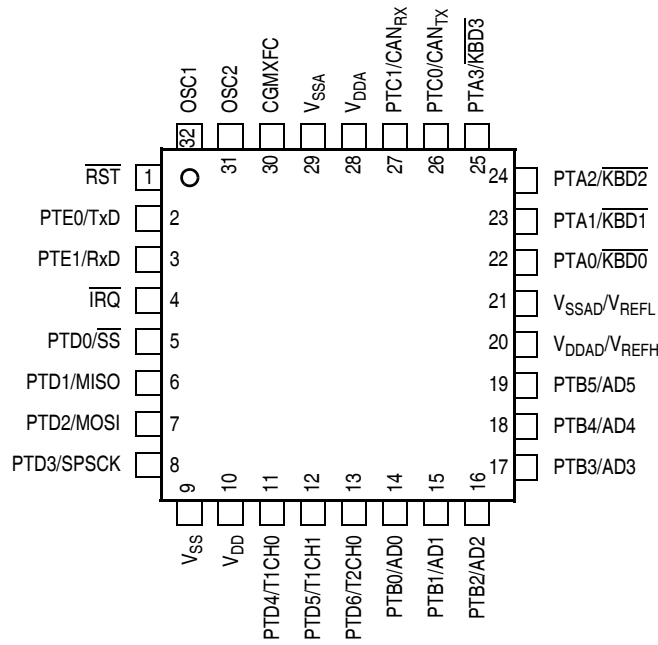 OSC1
OSC2
CGMXFC
VSSA
VDDA
PTC1/CANRX
PTC0/CANTX
PTA3/KBD3
32
31
30
29
28
27
26
25
RST 1
PTE0/TxD 2
PTE1/RxD 3
IRQ 4
PTD0/SS 5
PTD1/MISO 6
PTD2/MOSI 7
PTD3/SPSCK 8
24 PTA2/KBD2
23 PTA1/KBD1
22 PTA0/KBD0
21 VSSAD/VREFL
20 VDDAD/VREFH
19 PTB5/AD5
18 PTB4/AD4
17 PTB3/AD3
9
10
11
12
13
14
15
16
VSS
VDD
PTD4/T1CH0
PTD5/T1CH1
PTD6/T2CH0
PTB0/AD0
PTB1/AD1
PTB2/AD2